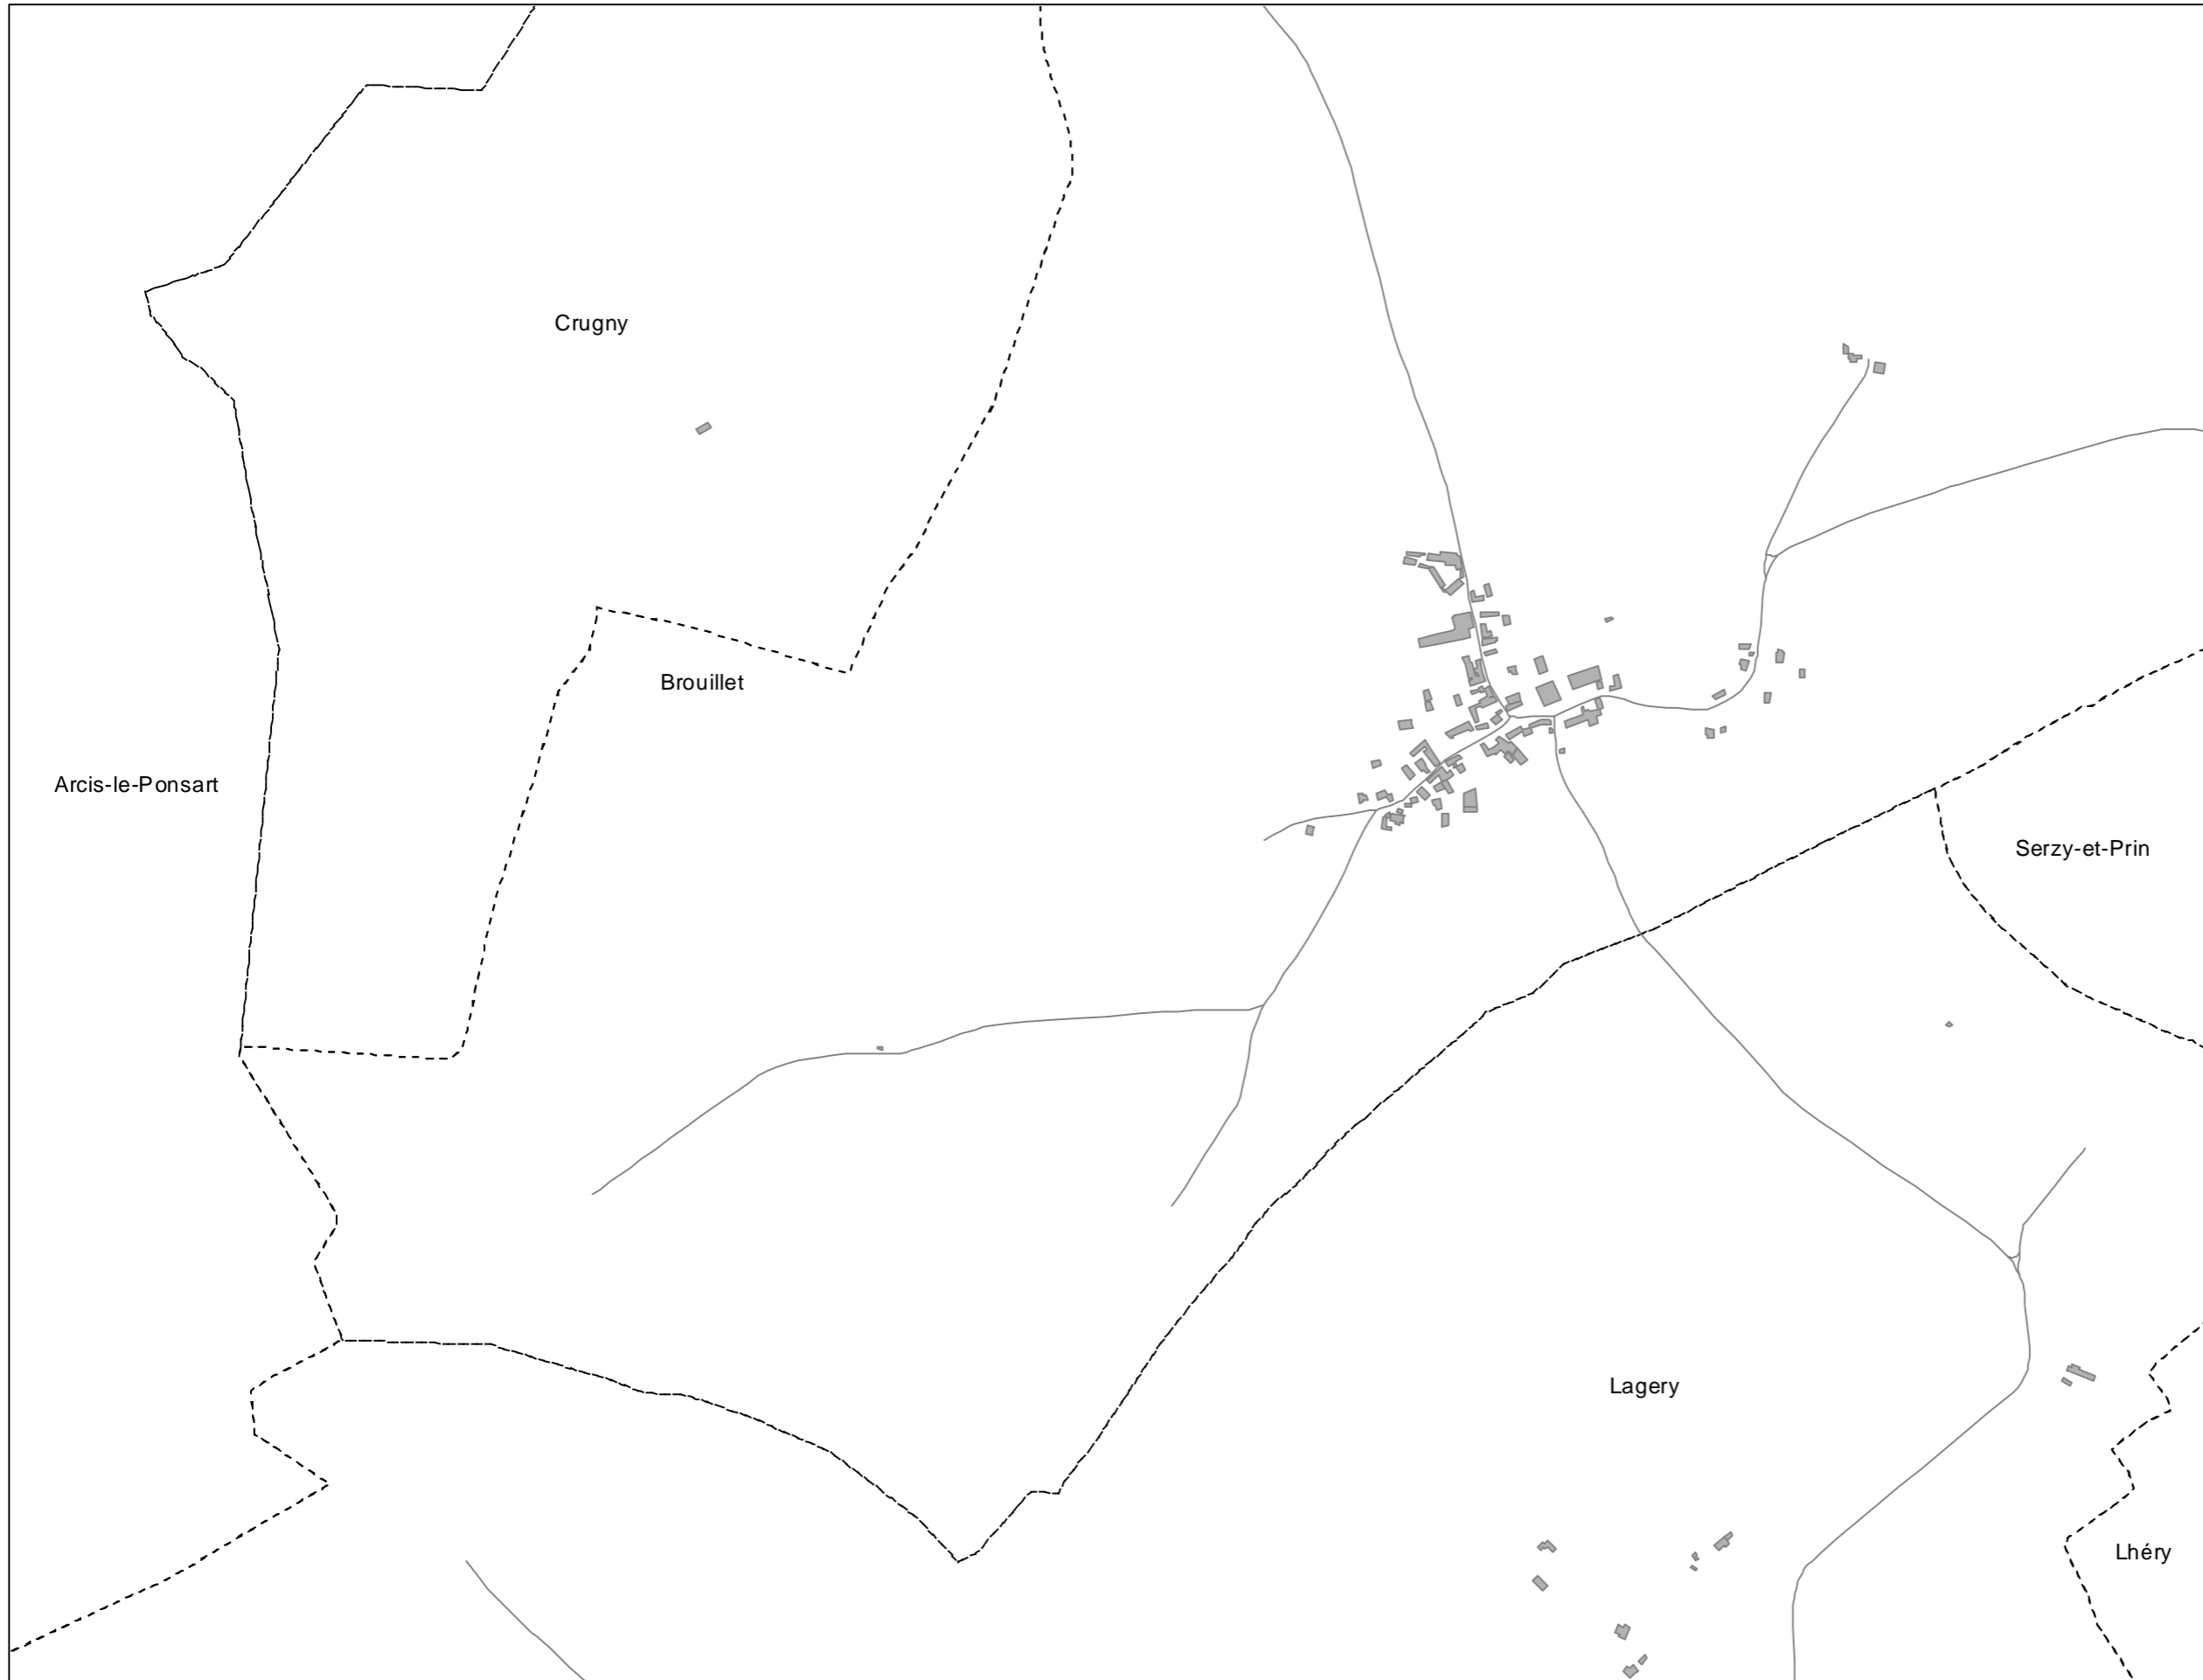 Crugny
Brouillet
Arcis-le-Ponsart
Serzy-et-Prin
Lagery
Lhéry